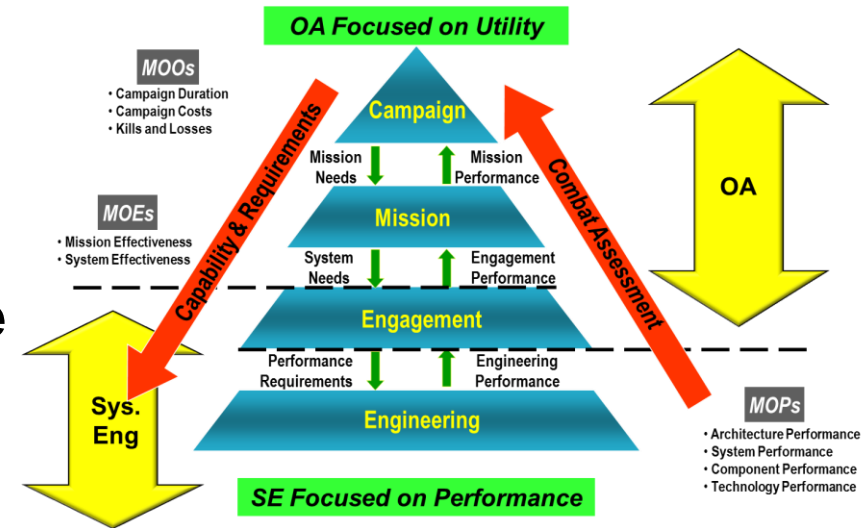 OA Focused on Utility
MOOs
• Campaign Duration
• Campaign Costs
• Kills and Losses
Capability & Requirements
Campaign
Combat Assessment
OA
Mission
Needs
Mission
Performance
MOEs
• Mission Effectiveness
• System Effectiveness
Mission
System
Needs
Engagement
Performance
e
Engagement
Performance
Requirements
Engineering
Performance
Sys.
Eng
Engineering
MOPs
• Architecture Performance
• System Performance
• Component Performance
• Technology Performance
SE Focused on Performance